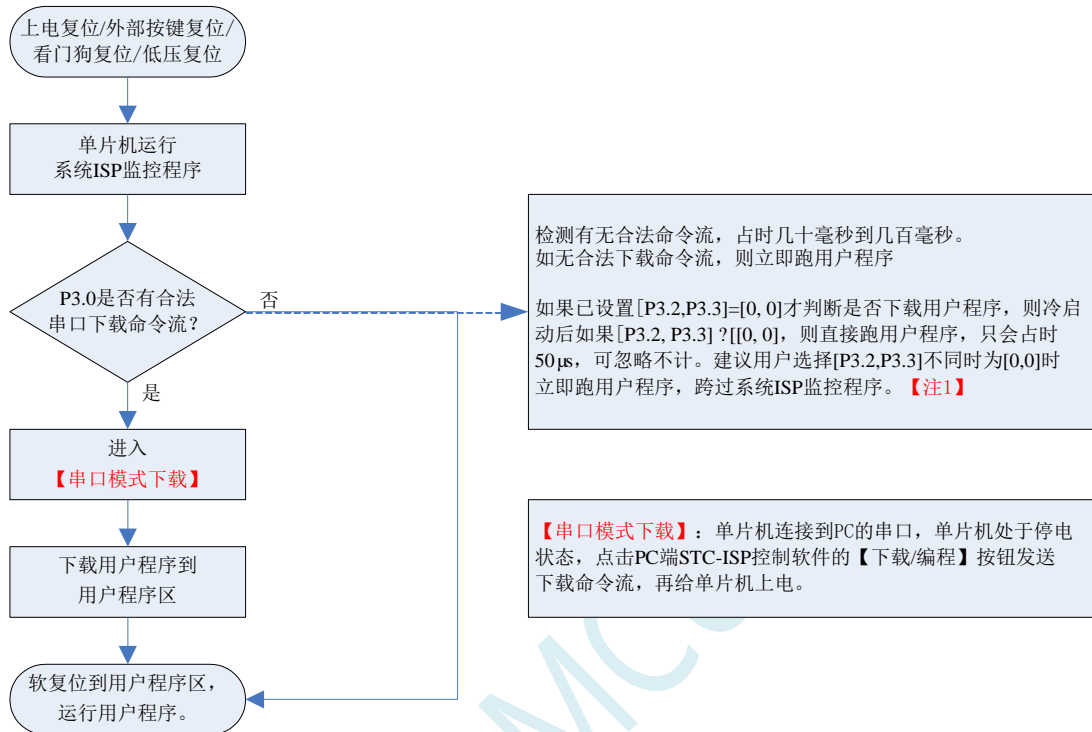 上电复位/外部按键复位/
看门狗复位/低压复位
单片机运行
系统ISP监控程序
P3.0是否有合法
串口下载命令流？
否
是
进入
【串口模式下载】
下载用户程序到
用户程序区
软复位到用户程序区，
运行用户程序。
检测有无合法命令流，占时几十毫秒到几百毫秒。
如无合法下载命令流，则立即跑用户程序
如果已设置[P3.2,P3.3]=[0, 0]才判断是否下载用户程序，则冷启
动后如果[P3.2, P3.3] ?[[0, 0]，则直接跑用户程序，只会占时
50μs，可忽略不计。建议用户选择[P3.2,P3.3]不同时为[0,0]时
立即跑用户程序，跨过系统ISP监控程序。【注1】
【串口模式下载】：单片机连接到PC的串口，单片机处于停电
状态，点击PC端STC-ISP控制软件的【下载/编程】按钮发送
下载命令流，再给单片机上电。
MC